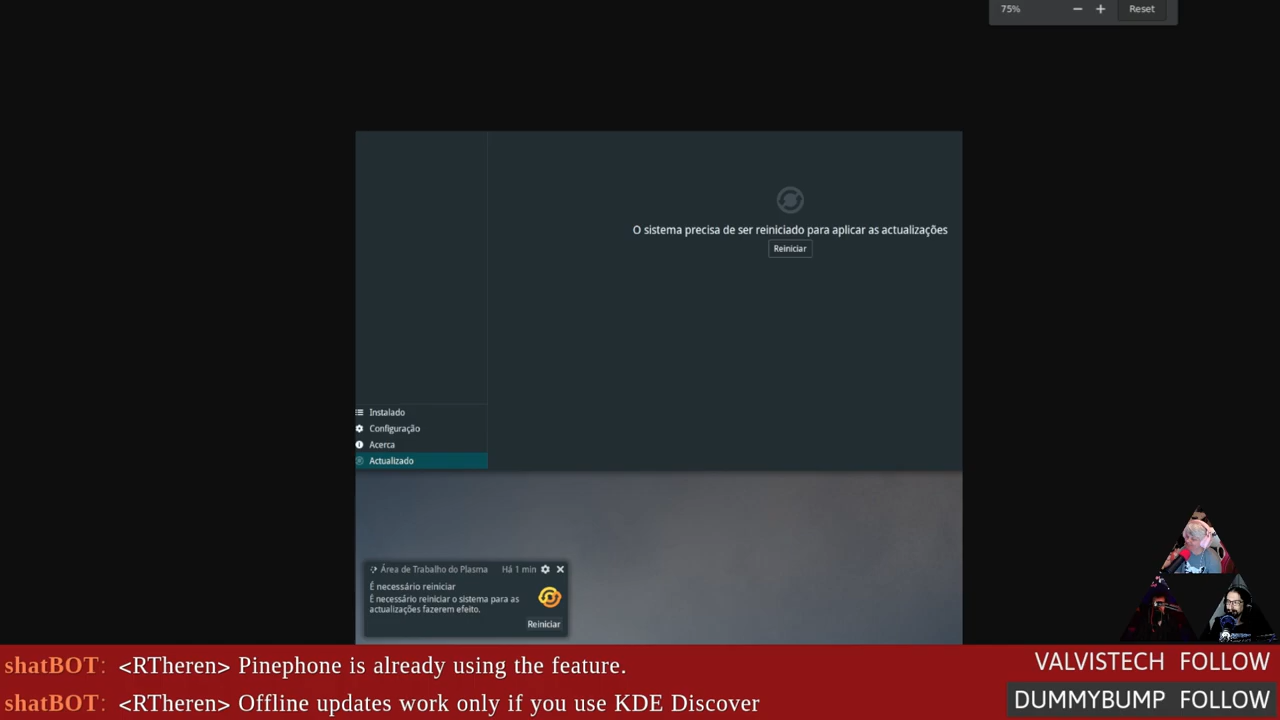 75% − + Reset
O sistema precisa de ser reiniciado para aplicar as actualizações
Reiniciar
Instalado
Configuração
Acerca
Actualizado
Área de Trabalho do Plasma Há 1 min
É necessário reiniciar
É necessário reiniciar o sistema para as
actualizações fazerem efeito.
Reiniciar
shatBOT: <RTheren> Pinephone is already using the feature.
shatBOT: <RTheren> Offline updates work only if you use KDE Discover
VALVISTECH FOLLOW
DUMMYBUMP FOLLOW